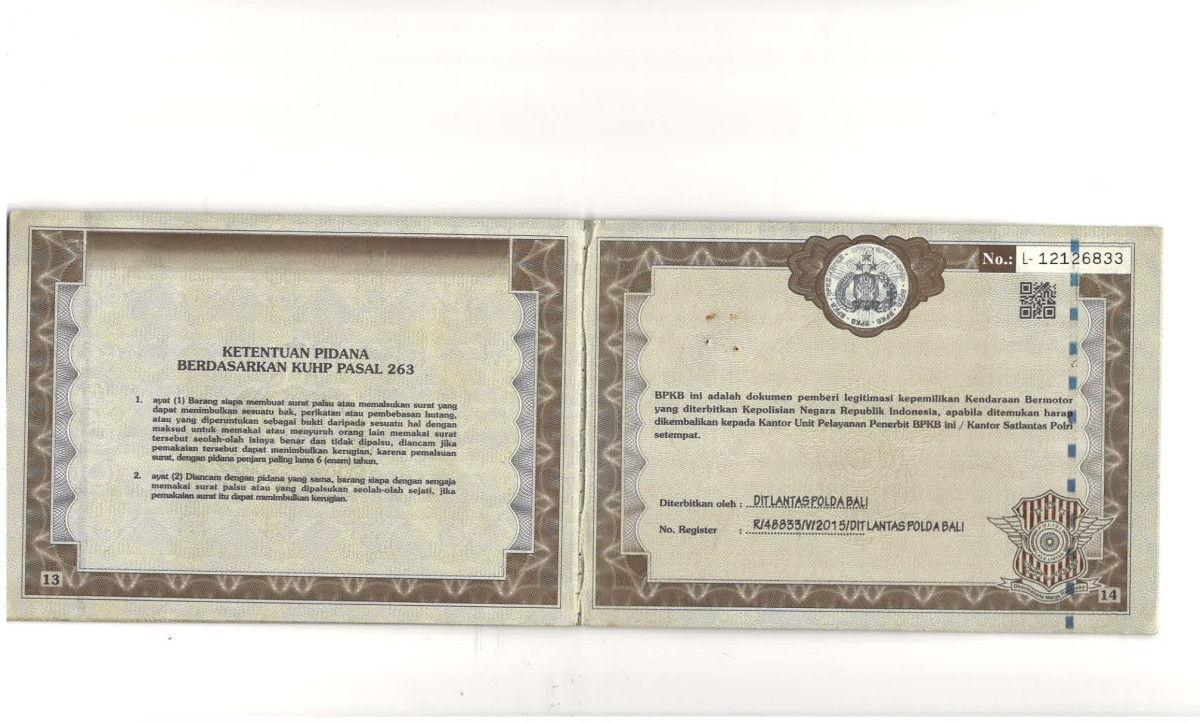 KETENTUAN PIDANA
BERDASARKAN KUHP PASAL 263
1. ayat (1) Barang siapa membuat surat palsu atau memalsukan surat yang
dapat menimbulkan sesuatu hak, perikatan atau pembebasan hutang,
atau yang diperuntukan sebagai bukti daripada sesuatu hal dengan
maksud untuk memakai atau menyuruh orang lain memakai surat
tersebut seolah-olah isinya benar dan tidak dipalsu, diancam jika
pemakaian tersebut dapat menimbulkan kerugian, karena pemalsuan
surat, dengan pidana penjara paling lama 6 (enam) tahun.
2. ayat (2) Diancam dengan pidana yang sama, barang siapa dengan sengaja
memakai surat palsu atau yang dipalsukan seolah-olah sejati, jika
pemakaian surat itu dapat menimbulkan kerugian.
13
No.: L- 12126833
BPKB ini adalah dokumen pemberi legitimasi kepemilikan Kendaraan Bermotor
yang diterbitkan Kepolisian Negara Republik Indonesia, apabila ditemukan harap
dikembalikan kepada Kantor Unit Pelayanan Penerbit BPKB ini / Kantor Satlantas Polri
setempat.
Diterbitkan oleh : DIT LANTAS POLDA BALI
No. Register : R/48833/V/2015/DIT LANTAS POLDA BALI
14